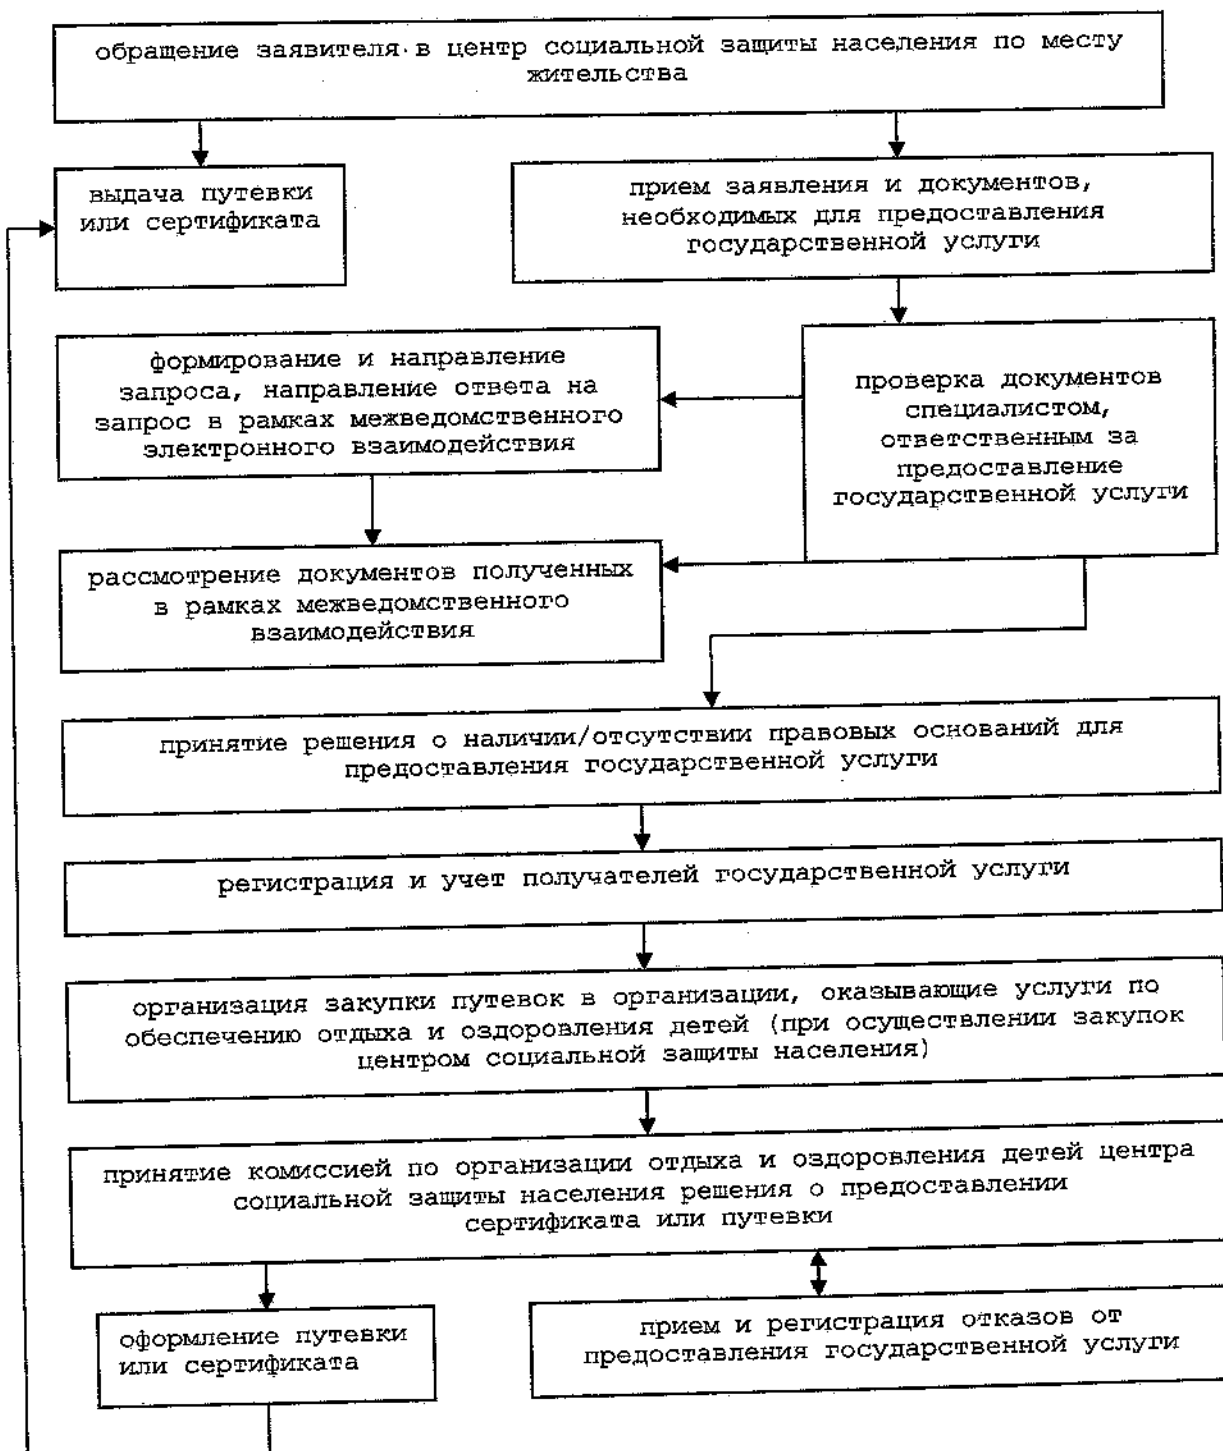 обращение заявителя в центр социальной защиты населения по месту
жительства
выдача путевки
или сертификата
прием заявления и документов,
необходимых для предоставления
государственной услуги
формирование и направление
запроса, направление ответа на
запрос в рамках межведомственного
электронного взаимодействия
проверка документов
специалистом,
ответственным за
предоставление
государственной услуги
рассмотрение документов полученных
в рамках межведомственного
взаимодействия
принятие решения о наличии/отсутствии правовых оснований для
предоставления государственной услуги
регистрация и учет получателей государственной услуги
организация закупки путевок в организации, оказывающие услуги по
обеспечению отдыха и оздоровления детей (при осуществлении закупок
центром социальной защиты населения)
принятие комиссией по организации отдыха и оздоровления детей центра
социальной защиты населения решения о предоставлении
сертификата или путевки
оформление путевки
или сертификата
прием и регистрация отказов от
предоставления государственной услуги